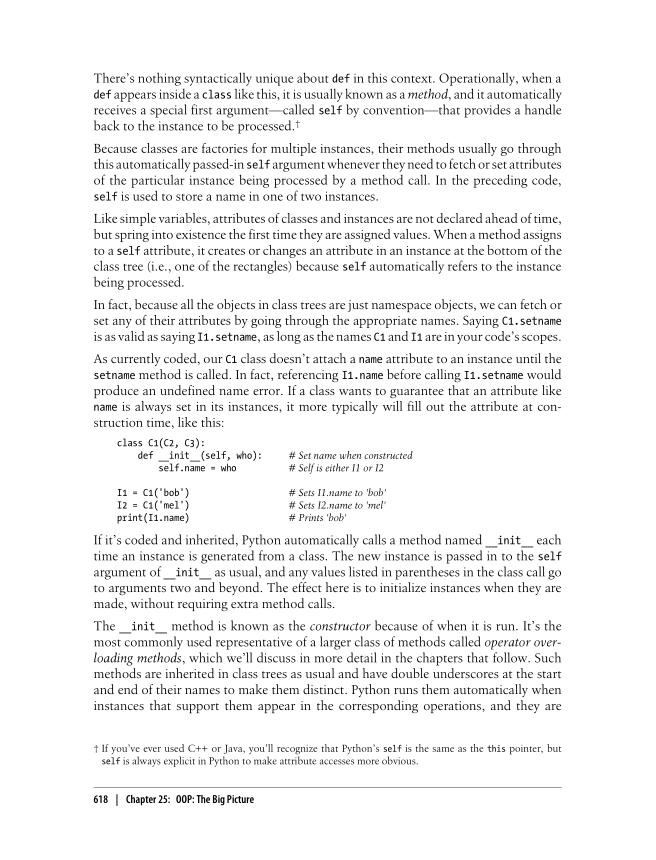 There's nothing syntactically unique about def in this context. Operationally, when a
def appears inside a class like this, it is usually known as a method, and it automatically
receives a special first argument—called self by convention—that provides a handle
back to the instance to be processed.†
Because classes are factories for multiple instances, their methods usually go through
this automatically passed-in self argument whenever they need to fetch or set attributes
of the particular instance being processed by a method call. In the preceding code,
self is used to store a name in one of two instances.
Like simple variables, attributes of classes and instances are not declared ahead of time,
but spring into existence the first time they are assigned values. When a method assigns
to a self attribute, it creates or changes an attribute in an instance at the bottom of the
class tree (i.e., one of the rectangles) because self automatically refers to the instance
being processed.
In fact, because all the objects in class trees are just namespace objects, we can fetch or
set any of their attributes by going through the appropriate names. Saying C1.setname
is as valid as saying I1.setname, as long as the names C1 and I1 are in your code's scopes.
As currently coded, our C1 class doesn't attach a name attribute to an instance until the
setname method is called. In fact, referencing I1.name before calling I1.setname would
produce an undefined name error. If a class wants to guarantee that an attribute like
name is always set in its instances, it more typically will fill out the attribute at con-
struction time, like this:
class C1(C2, C3):
    def __init__(self, who):    # Set name when constructed
        self.name = who    # Self is either I1 or I2
I1 = C1('bob')    # Sets I1.name to 'bob'
I2 = C1('mel')    # Sets I2.name to 'mel'
print(I1.name)    # Prints 'bob'
If it's coded and inherited, Python automatically calls a method named __init__ each
time an instance is generated from a class. The new instance is passed in to the self
argument of __init__ as usual, and any values listed in parentheses in the class call go
to arguments two and beyond. The effect here is to initialize instances when they are
made, without requiring extra method calls.
The __init__ method is known as the constructor because of when it is run. It's the
most commonly used representative of a larger class of methods called operator over-
loading methods, which we'll discuss in more detail in the chapters that follow. Such
methods are inherited in class trees as usual and have double underscores at the start
and end of their names to make them distinct. Python runs them automatically when
instances that support them appear in the corresponding operations, and they are
† If you've ever used C++ or Java, you'll recognize that Python's self is the same as the this pointer, but
self is always explicit in Python to make attribute accesses more obvious.
618 | Chapter 25: OOP: The Big Picture